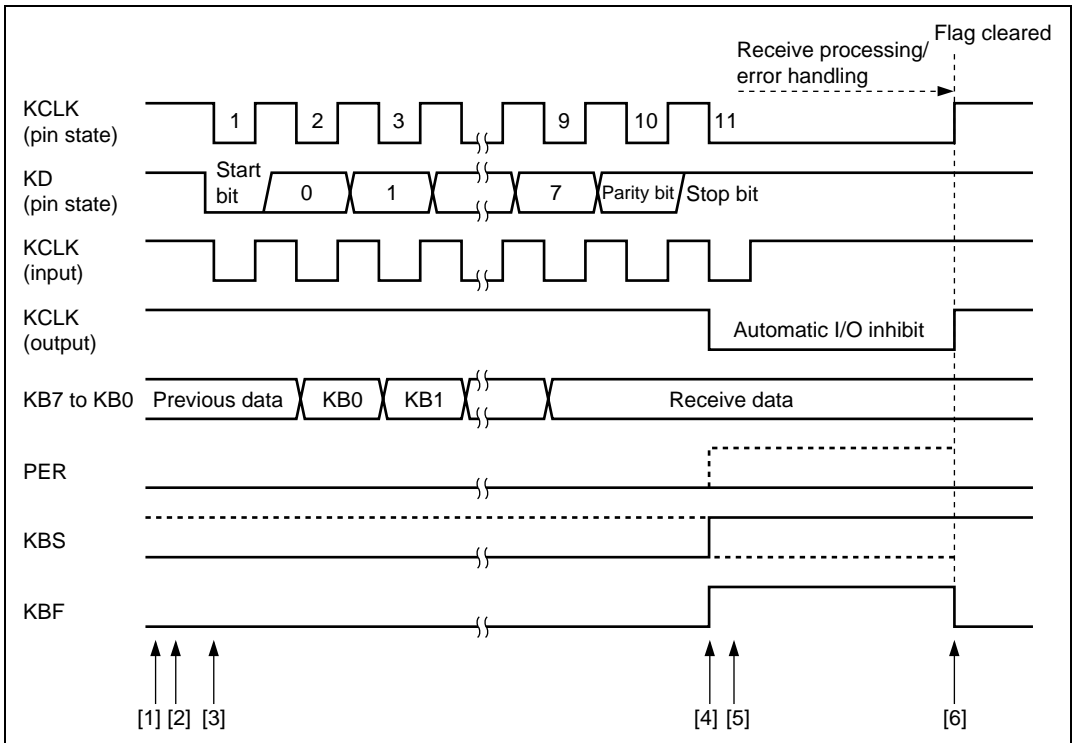 Flag cleared
Receive processing/
error handling
KCLK
(pin state)
1 2 3 9 10 11
KD
(pin state)
Start
bit
0 1 7 Parity bit Stop bit
KCLK
(input)
KCLK
(output)
Automatic I/O inhibit
KB7 to KB0 Previous data KB0 KB1 Receive data
PER
KBS
KBF
[1] [2] [3] [4] [5] [6]